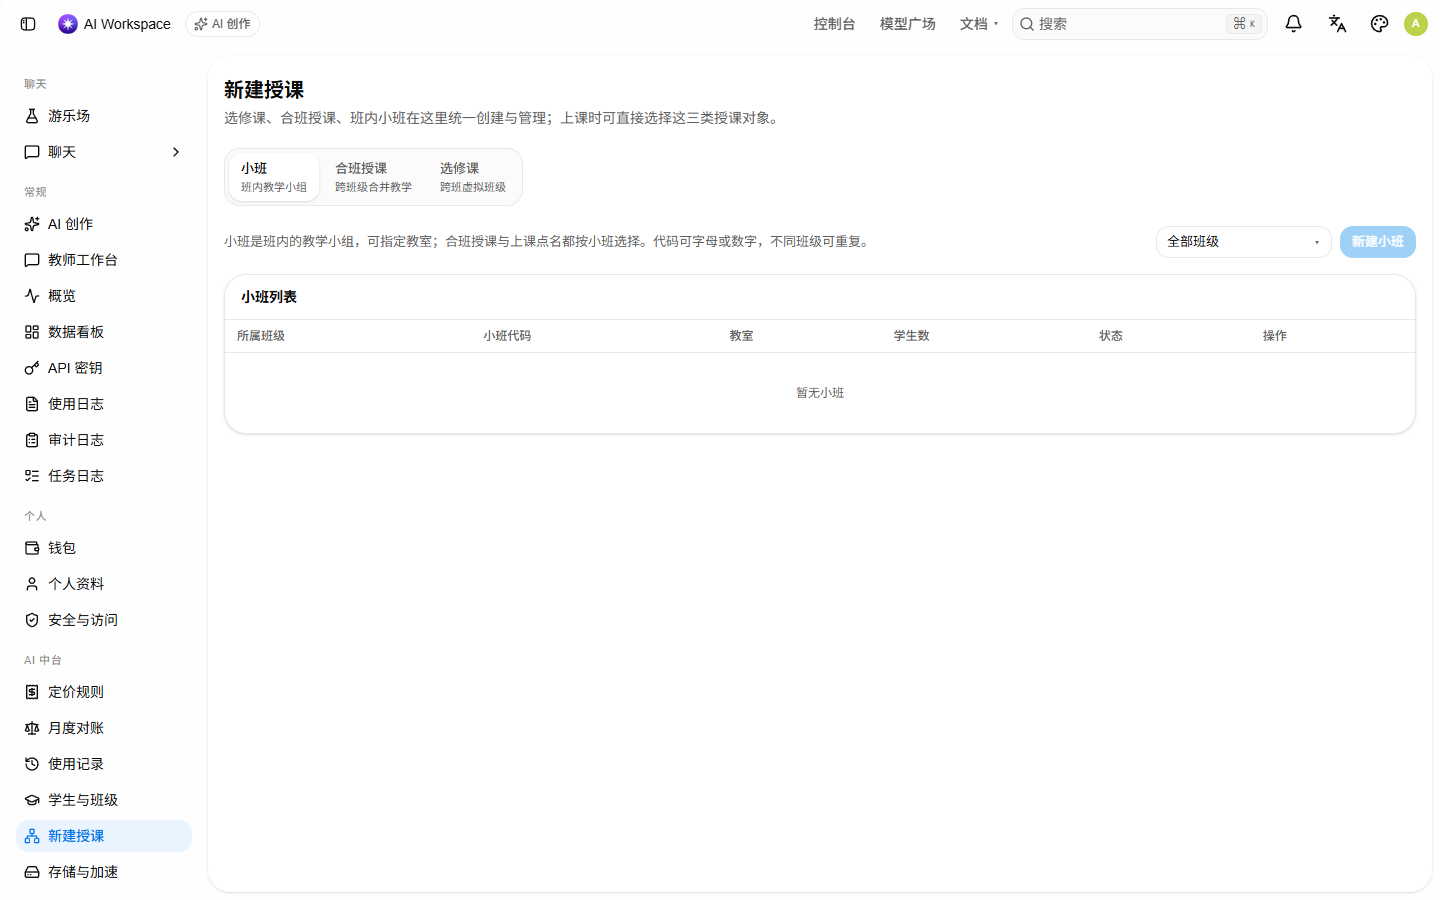 AI Workspace
AI 创作
控制台
模型广场
文档
搜索
⌘ K
A
聊天
游乐场
聊天
常规
AI 创作
教师工作台
概览
数据看板
API 密钥
使用日志
审计日志
任务日志
个人
钱包
个人资料
安全与访问
AI 中台
定价规则
月度对账
使用记录
学生与班级
新建授课
存储与加速
新建授课
选修课、合班授课、班内小班在这里统一创建与管理；上课时可直接选择这三类授课对象。
小班
班内教学小组
合班授课
跨班级合并教学
选修课
跨班虚拟班级
小班是班内的教学小组，可指定教室；合班授课与上课点名都按小班选择。代码可字母或数字，不同班级可重复。
全部班级
新建小班
小班列表
所属班级 小班代码 教室 学生数 状态 操作
暂无小班